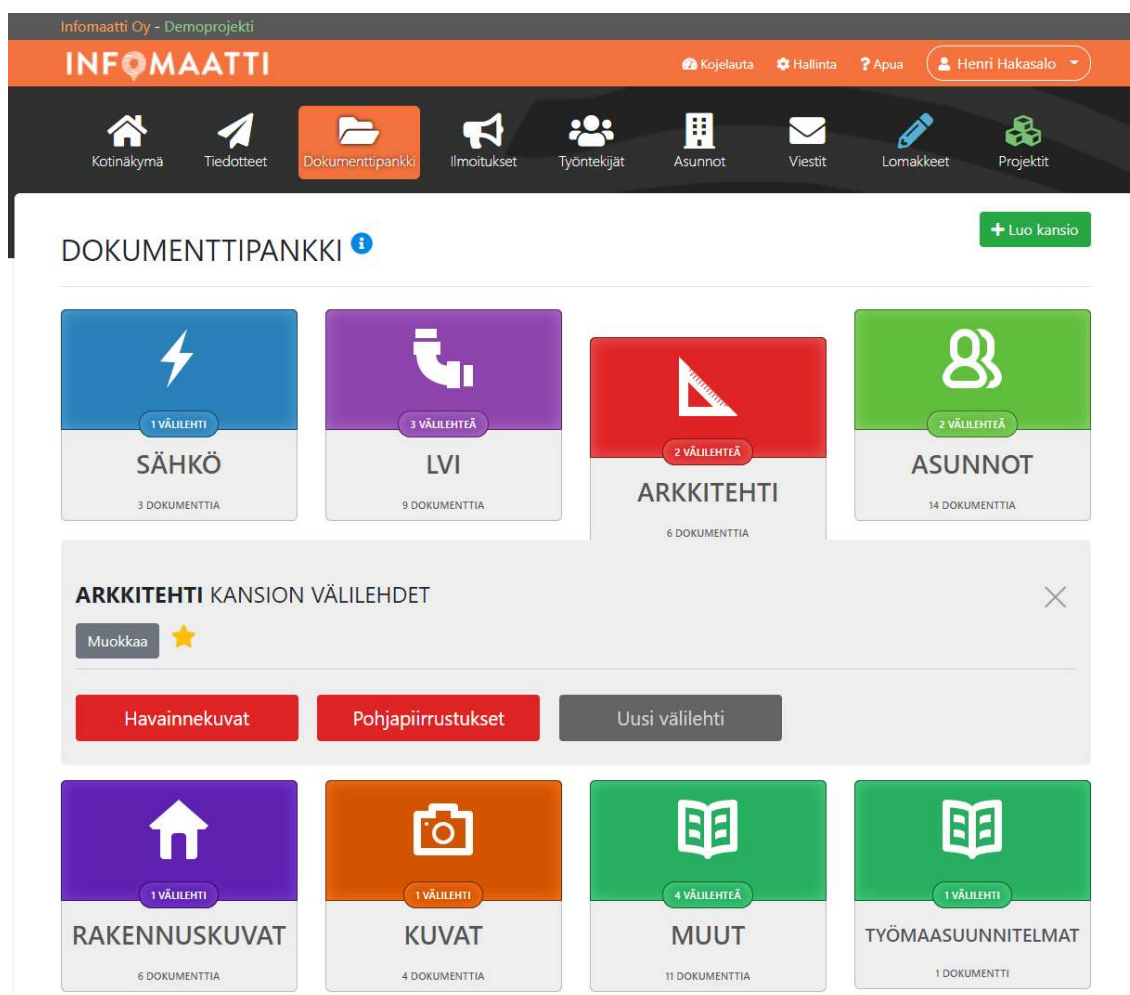 Infomaatti Oy - Demoprojekti
INFOMAATTI
Kojelauta Hallinta ? Apua Henri Hakasalo
Kotinäkymä Tiedotteet Dokumenttipankki Ilmoitukset Työntekijät Asunnot Viestit Lomakkeet Projektit
+ Luo kansio
DOKUMENTTIPANKKI i
1 VÄLILEHTI
SÄHKÖ
3 DOKUMENTTIA
3 VÄLILEHTEÄ
LVI
9 DOKUMENTTIA
2 VÄLILEHTEÄ
ARKKITEHTI
6 DOKUMENTTIA
2 VÄLILEHTEÄ
ASUNNOT
14 DOKUMENTTIA
ARKKITEHTI KANSION VÄLILEHDET
Muokkaa
Havainnekuvat Pohjapiirrustukset Uusi välilehti
1 VÄLILEHTI
RAKENNUSKUVAT
6 DOKUMENTTIA
1 VÄLILEHTI
KUVAT
4 DOKUMENTTIA
4 VÄLILEHTEÄ
MUUT
11 DOKUMENTTIA
1 VÄLILEHTI
TYÖMAASUUNNITELMAT
1 DOKUMENTTI